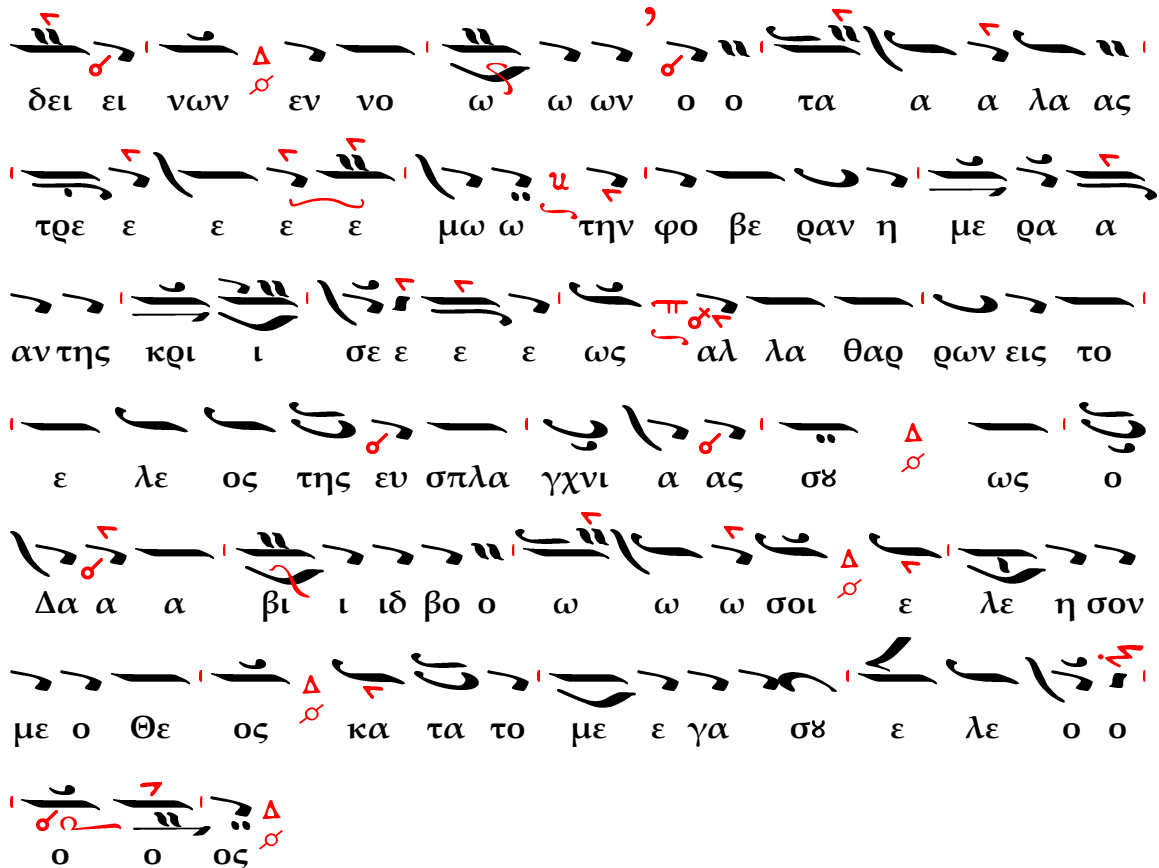 δει ει νων εν νο ω ω ων ο ο τα α α λα ας
τρε ε ε ε ε μω ω την φο βε ραν η με ρα α
αν της κρι ι σε ε ε ε ως αλ λα θαρ ρων εις το
ε λε ος της ευ σπλα γχνι α ας σȣ ως ο
Δα α α α βι ι ιδ βο ο ω ω ω σοι ε λε η σον
με ο Θε ος κα τα το με ε γα σȣ ε λε ο ο
ο ο ος